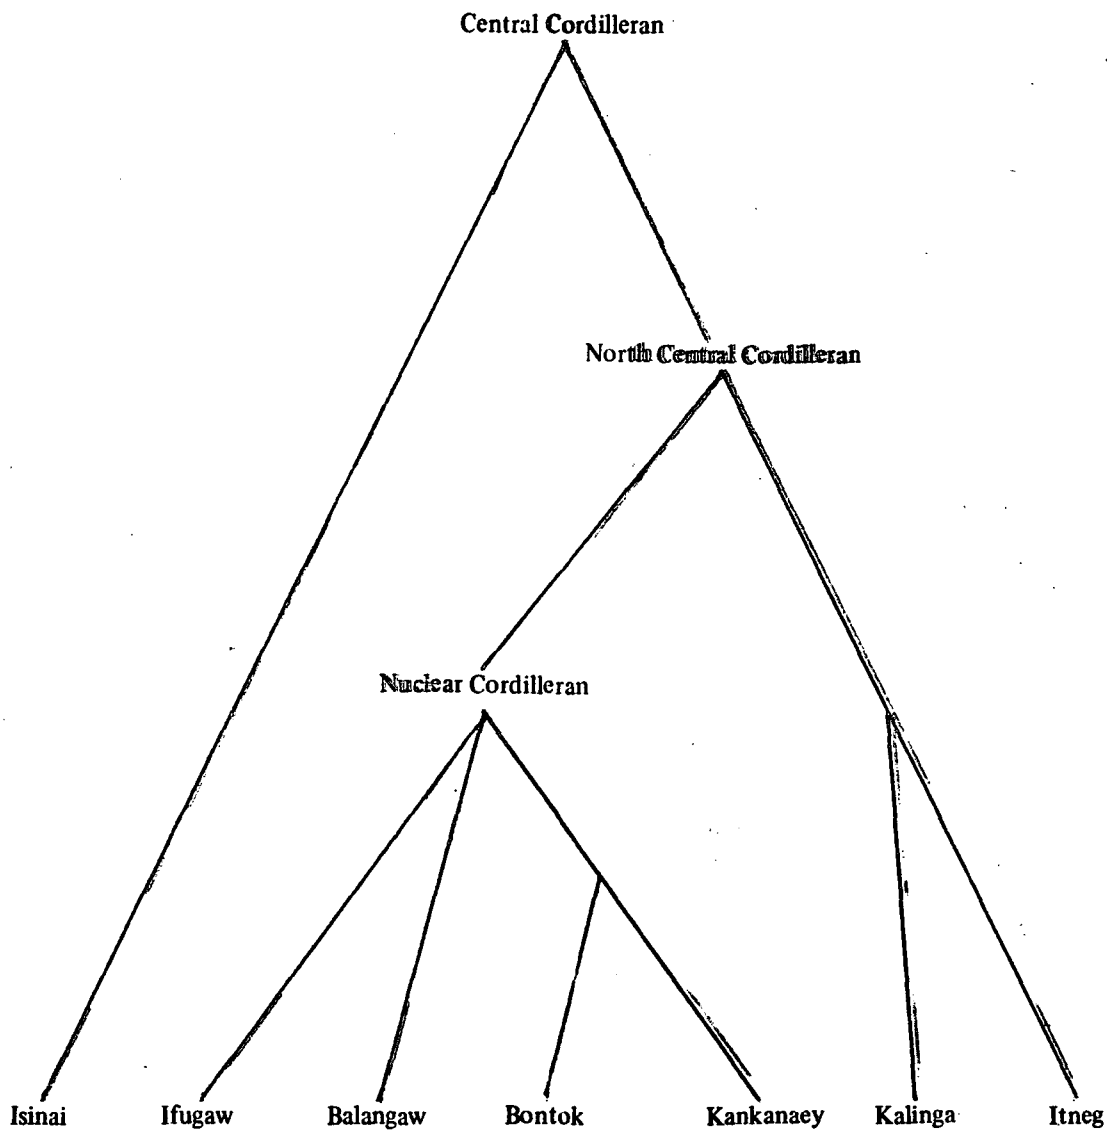 Central Cordilleran
North Central Cordilleran
Nuclear Cordilleran
Isinai Ifugaw Balangaw Bontok Kankanaey Kalinga Itneg